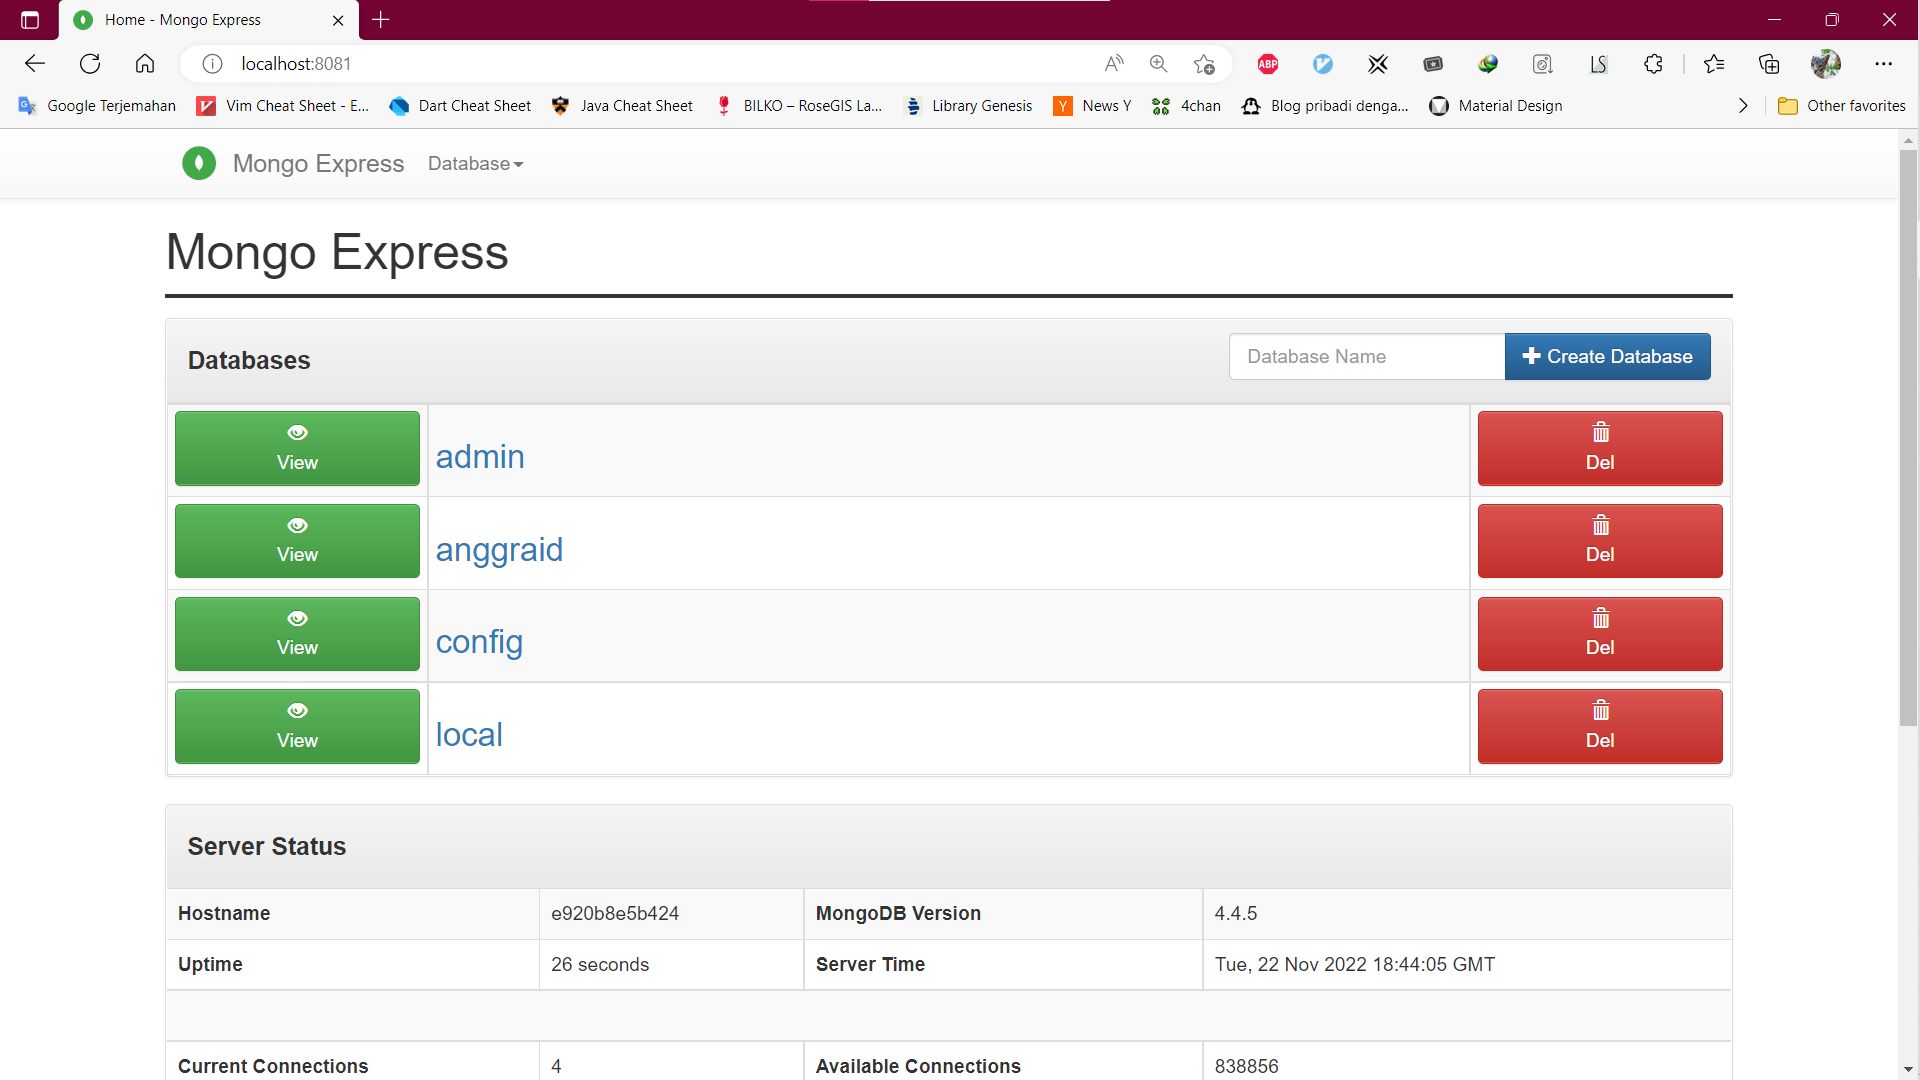 Home - Mongo Express
localhost:8081
ABP
LS
Google Terjemahan
Vim Cheat Sheet - E...
Dart Cheat Sheet
Java Cheat Sheet
BILKO – RoseGIS La...
Library Genesis
Y News Y
4chan
Blog pribadi denga...
Material Design
Other favorites
Mongo Express
Database
Mongo Express
Databases
Database Name
Create Database
View
admin
Del
View
anggraid
Del
View
config
Del
View
local
Del
Server Status
Hostname e920b8e5b424 MongoDB Version 4.4.5
Uptime 26 seconds Server Time Tue, 22 Nov 2022 18:44:05 GMT
Current Connections 4 Available Connections 838856